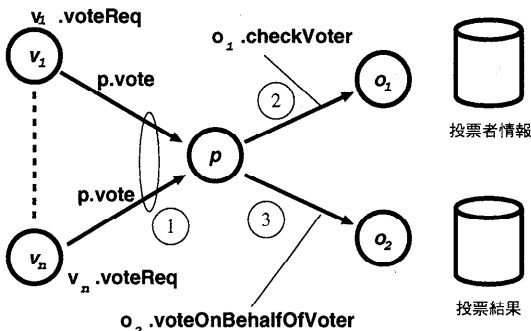 v1 .voteReq
v1
p.vote
o1 .checkVoter
2
o1
投票者情報
p
p.vote
1
3
vn
vn .voteReq
o2
投票結果
o2 .voteOnBehalfOfVoter